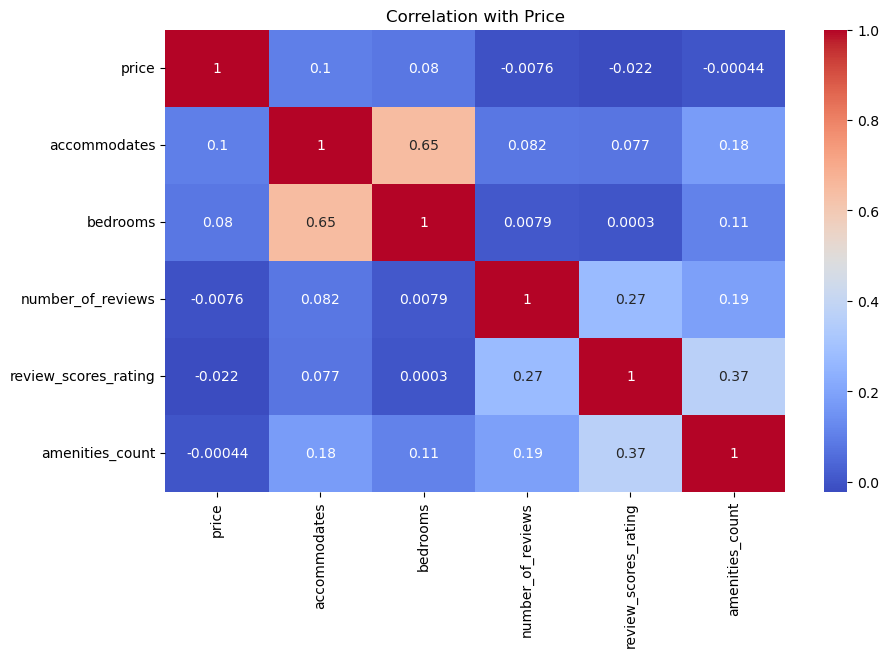 Correlation with Price
price 1 0.1 0.08 -0.0076 -0.022 -0.00044 1.0
accommodates 0.1 1 0.65 0.082 0.077 0.18 0.8
bedrooms 0.08 0.65 1 0.0079 0.0003 0.11 0.6
number_of_reviews -0.0076 0.082 0.0079 1 0.27 0.19 0.4
review_scores_rating -0.022 0.077 0.0003 0.27 1 0.37 0.2
amenities_count -0.00044 0.18 0.11 0.19 0.37 1 0.0
price
accommodates
bedrooms
number_of_reviews
review_scores_rating
amenities_count